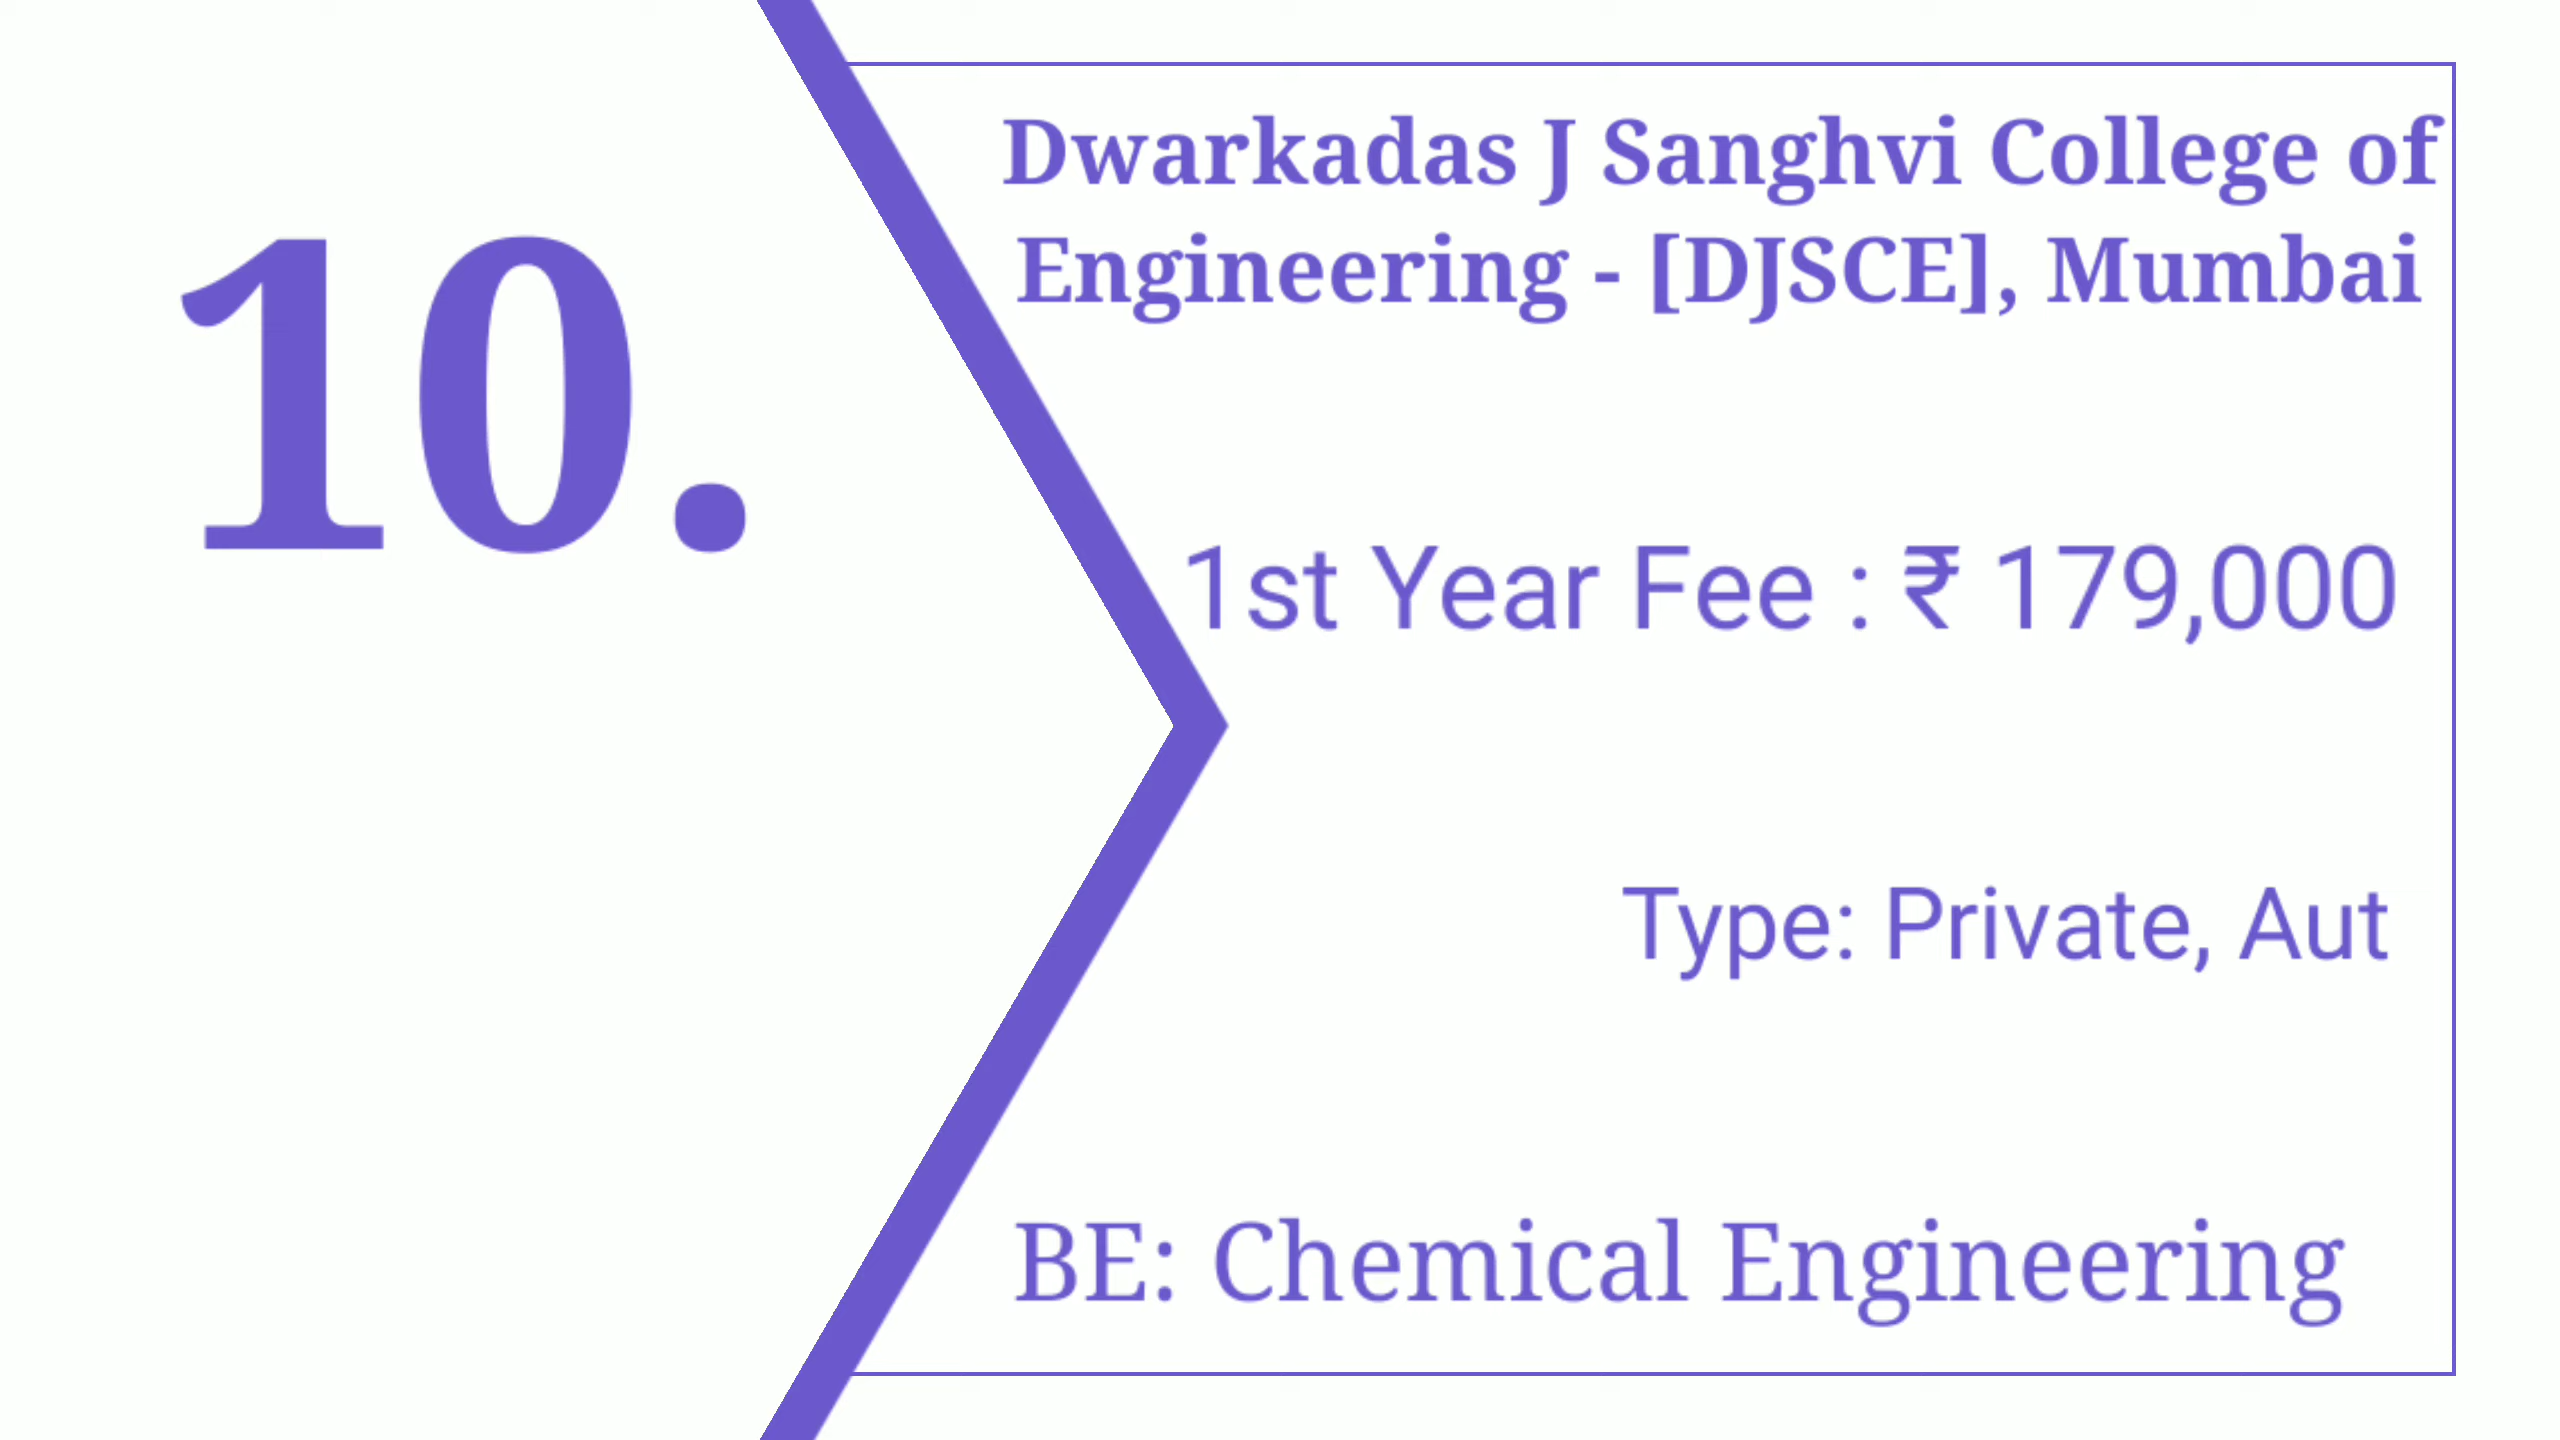 10.
Dwarkadas J Sanghvi College of
Engineering - [DJSCE], Mumbai
1st Year Fee : ₹ 179,000
Type: Private, Aut
BE: Chemical Engineering